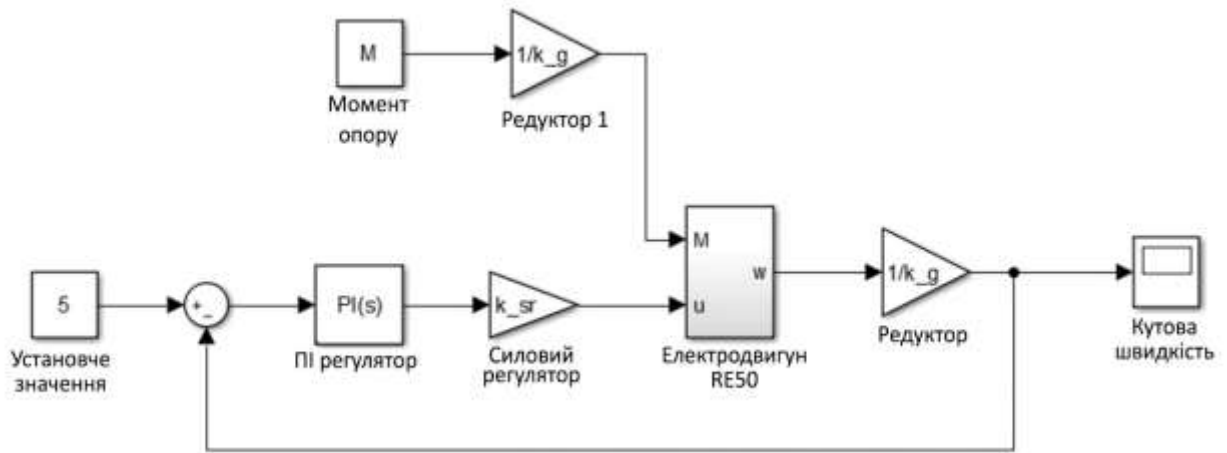 M
Момент
опору
1/k_g
Редуктор 1
5
Установче
значення
+
−
PI(s)
ПІ регулятор
k_sr
Силовий
регулятор
M
u
w
Електродвигун
RE50
1/k_g
Редуктор
Кутова
швидкість